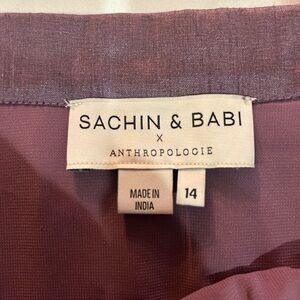 SACHIN & BABI
X
ANTHROPOLOGIE
MADE IN
INDIA
14